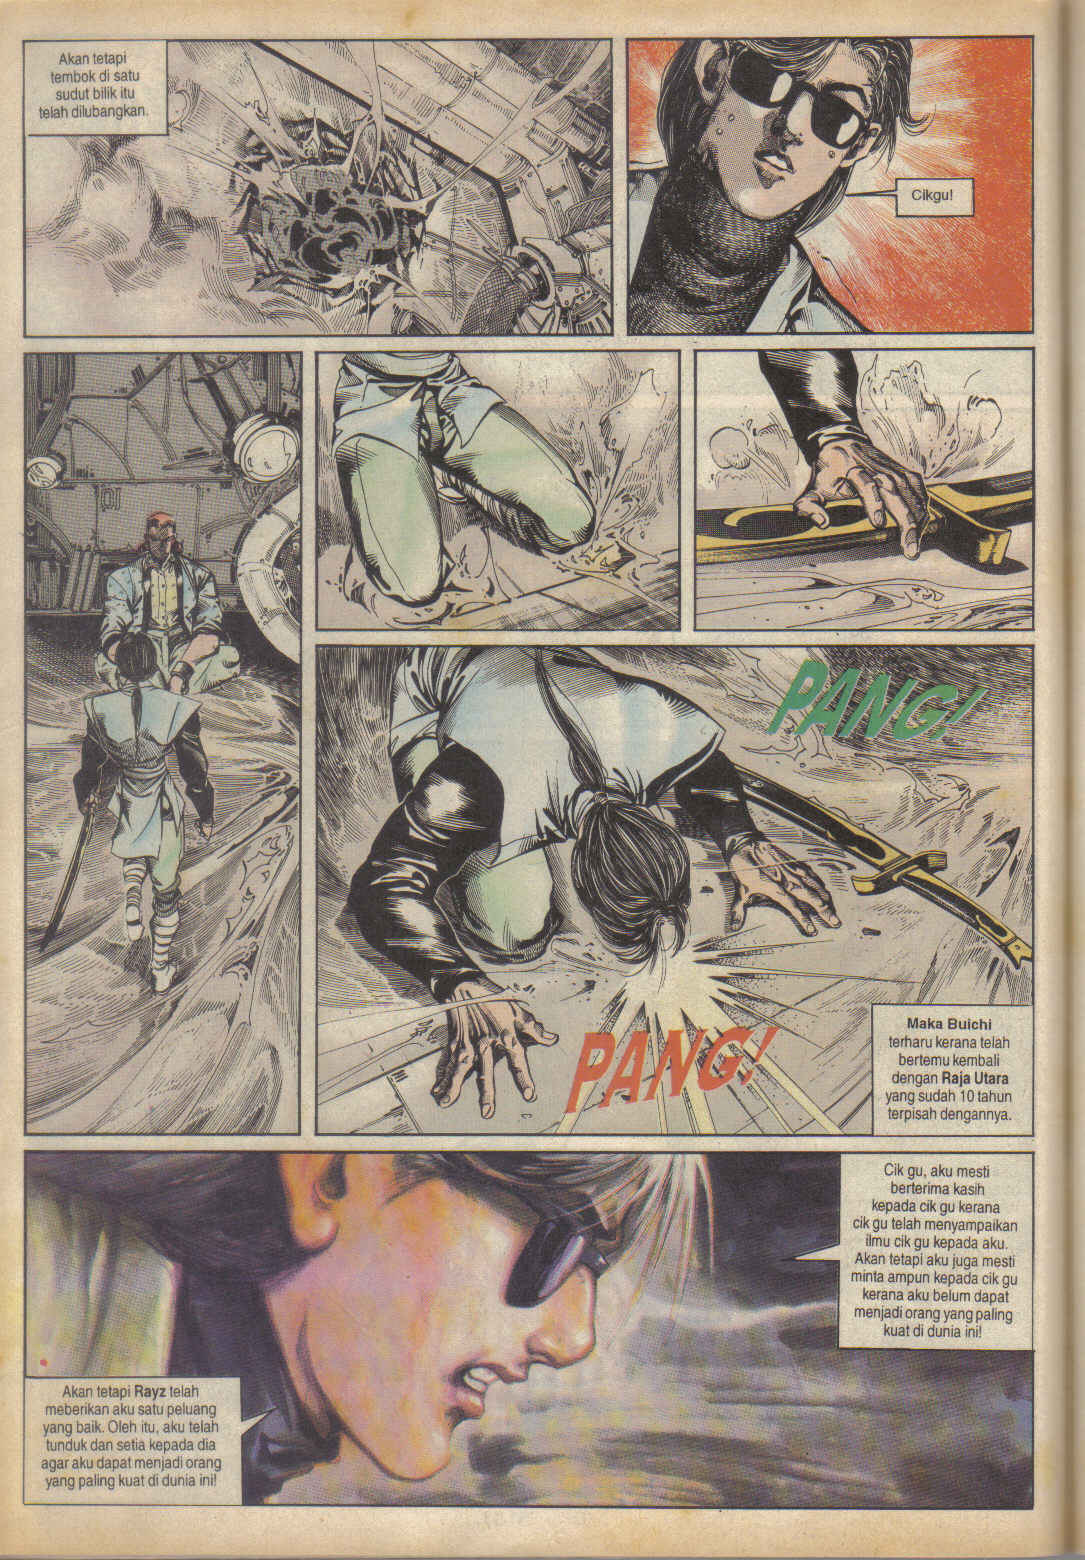 Akan tetapi
tembok di satu
sudut bilik itu
telah dilubangkan.
Cikgu!
PANG!
PANG!
Maka Buichi
terharu kerana telah
bertemu kembali
dengan Raja Utara
yang sudah 10 tahun
terpisah dengannya.
Cik gu, aku mesti
berterima kasih
kepada cik gu kerana
cik gu telah menyampaikan
ilmu cik gu kepada aku.
Akan tetapi aku juga mesti
minta ampun kepada cik gu
kerana aku belum dapat
menjadi orang yang paling
kuat di dunia ini!
Akan tetapi Rayz telah
meberikan aku satu peluang
yang baik. Oleh itu, aku telah
tunduk dan setia kepada dia
agar aku dapat menjadi orang
yang paling kuat di dunia ini!